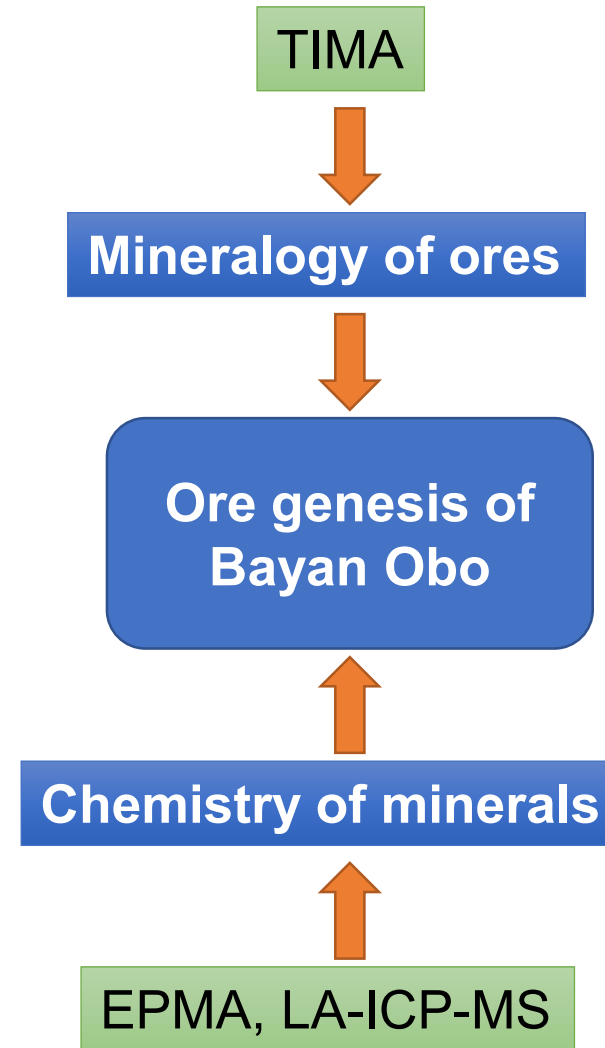 TIMA
Mineralogy of ores
Ore genesis of
Bayan Obo
Chemistry of minerals
EPMA, LA-ICP-MS